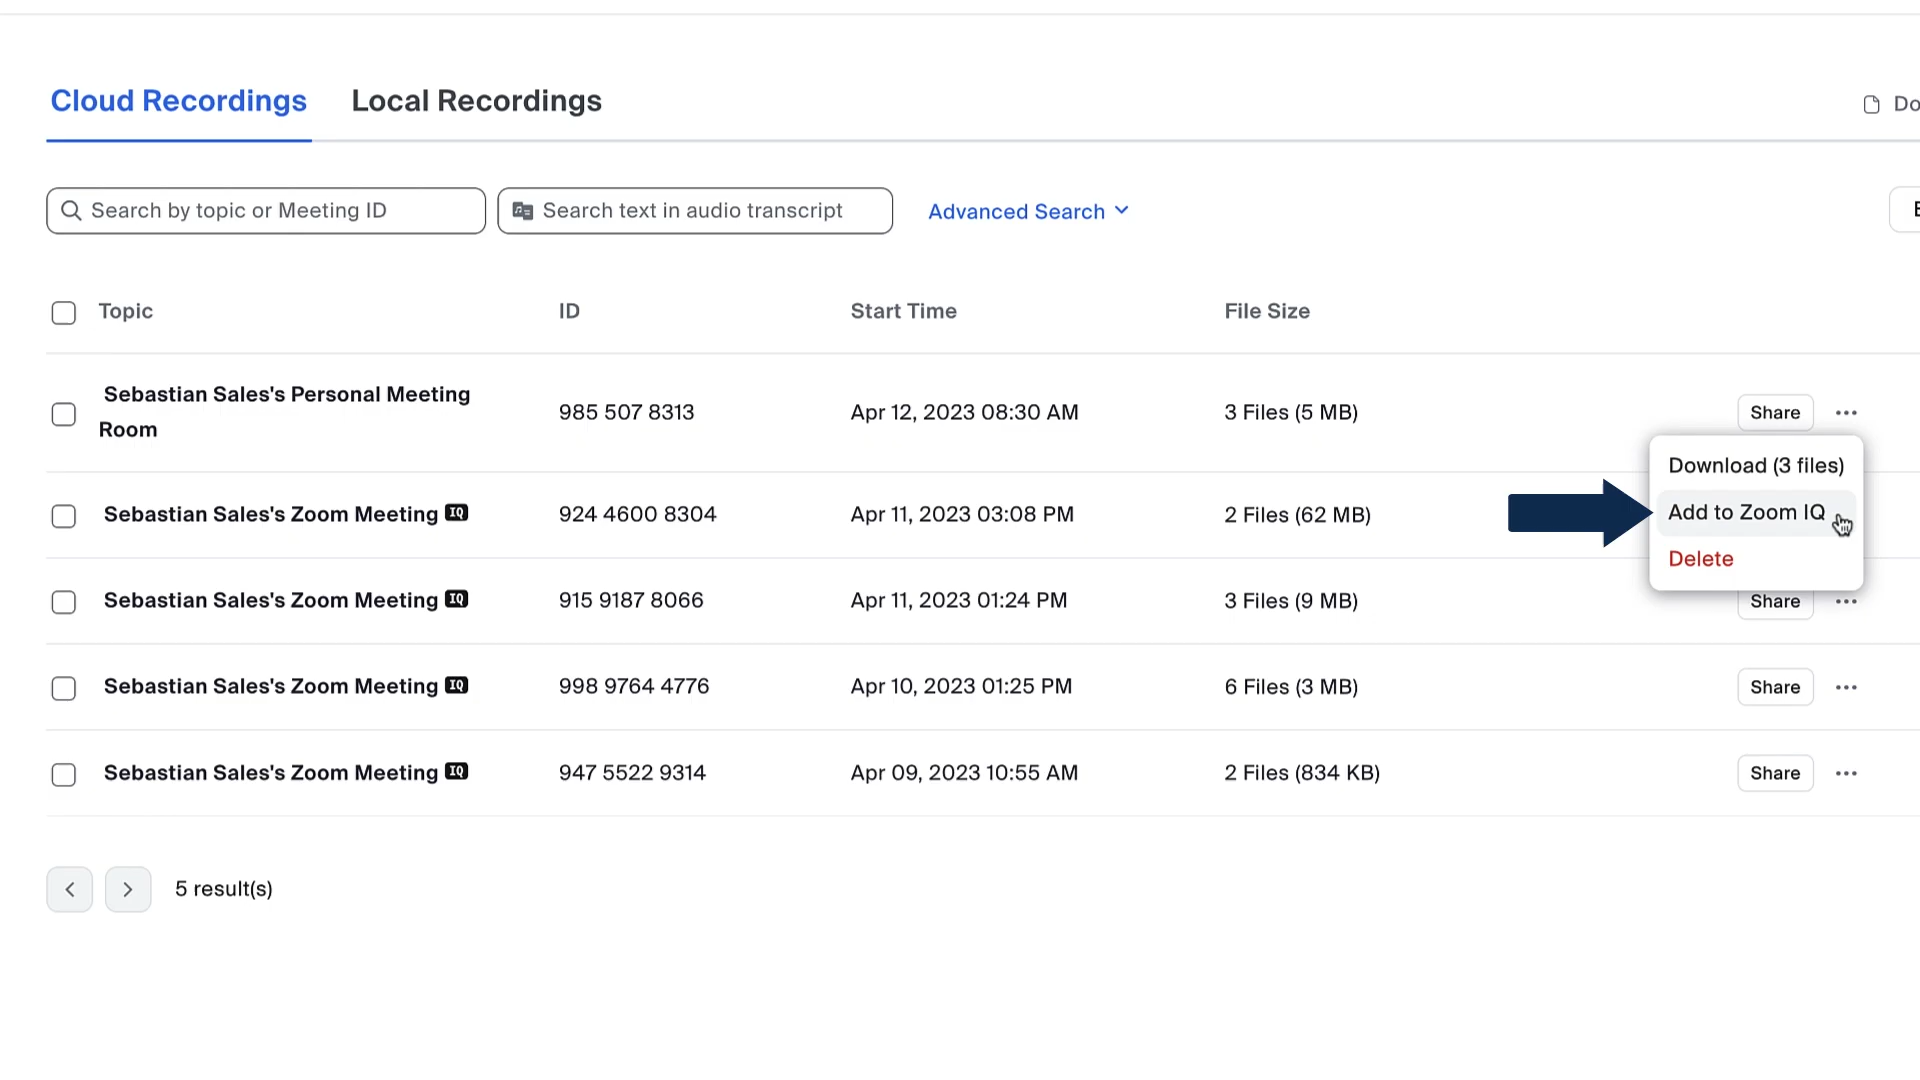 Cloud Recordings Local Recordings
Search by topic or Meeting ID Search text in audio transcript Advanced Search
Topic ID Start Time File Size
Sebastian Sales's Personal Meeting
Room
985 507 8313 Apr 12, 2023 08:30 AM 3 Files (5 MB) Share
Download (3 files)
Add to Zoom IQ
Delete
Sebastian Sales's Zoom Meeting IQ 924 4600 8304 Apr 11, 2023 03:08 PM 2 Files (62 MB)
Sebastian Sales's Zoom Meeting IQ 915 9187 8066 Apr 11, 2023 01:24 PM 3 Files (9 MB) Share
Sebastian Sales's Zoom Meeting IQ 998 9764 4776 Apr 10, 2023 01:25 PM 6 Files (3 MB) Share
Sebastian Sales's Zoom Meeting IQ 947 5522 9314 Apr 09, 2023 10:55 AM 2 Files (834 KB) Share
5 result(s)